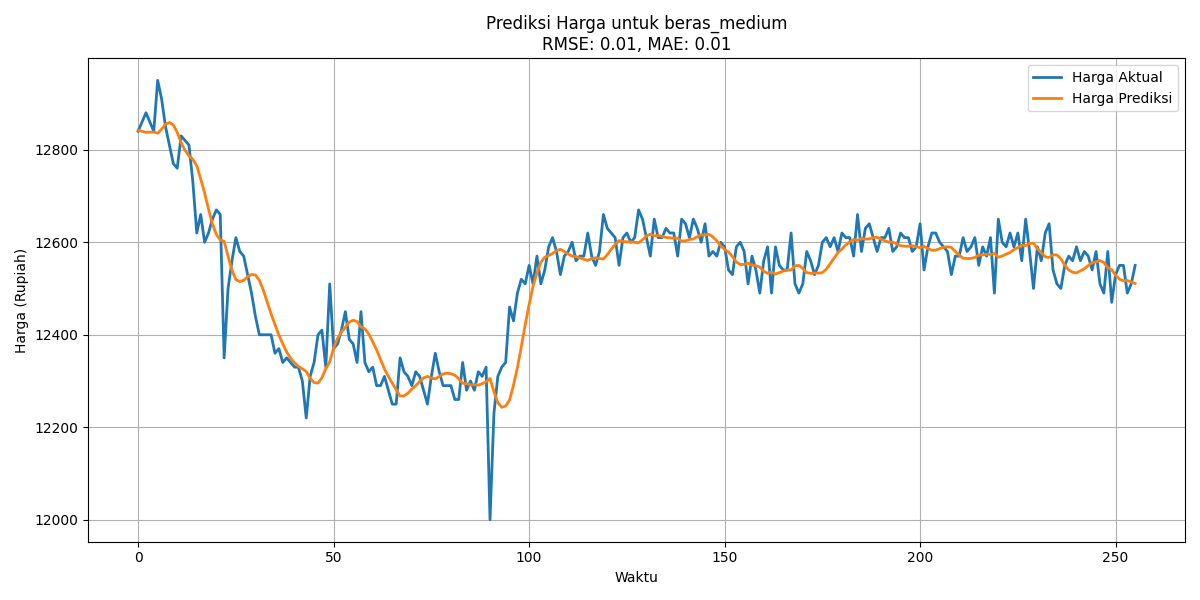 Prediksi Harga untuk beras_medium
RMSE: 0.01, MAE: 0.01
Harga Aktual
Harga Prediksi
Harga (Rupiah)
12800
12600
12400
12200
12000
0 50 100 150 200 250
Waktu